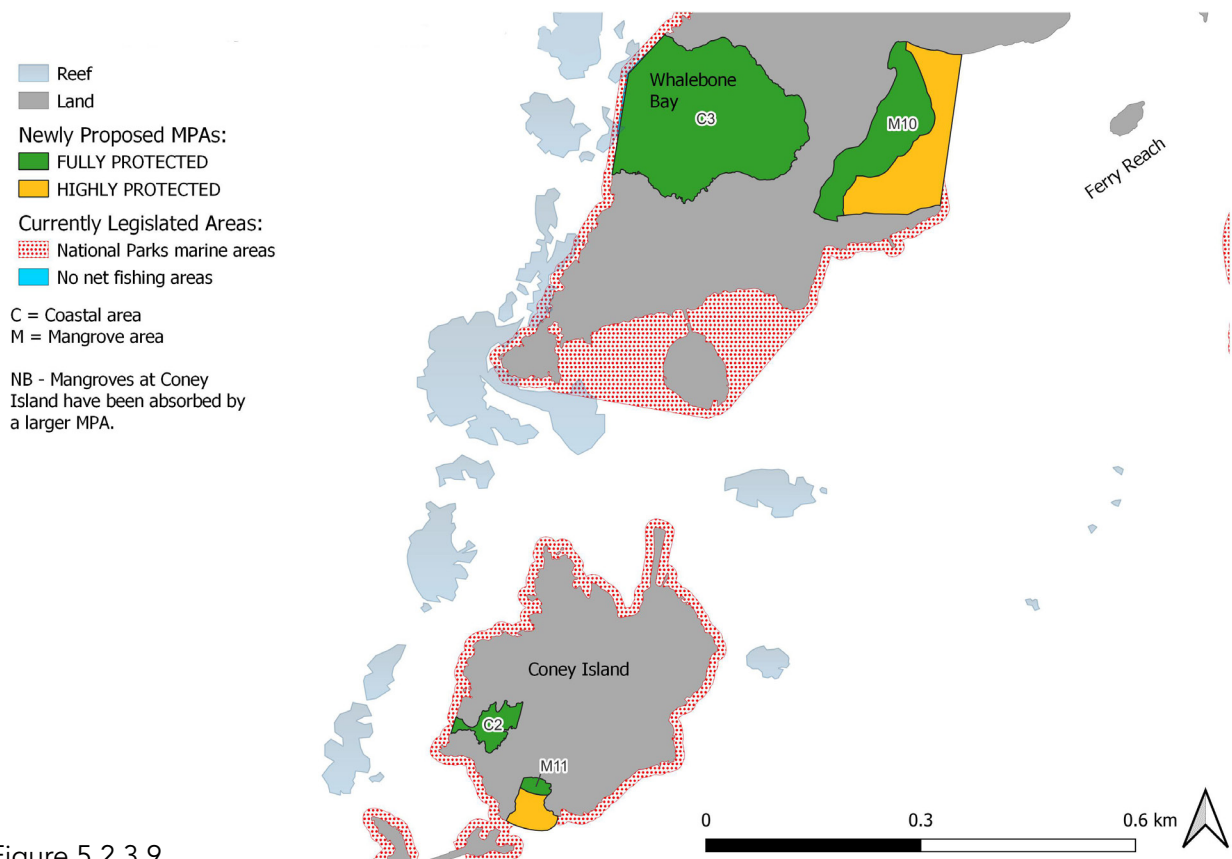 Reef
Land
Newly Proposed MPAs:
FULLY PROTECTED
HIGHLY PROTECTED
Currently Legislated Areas:
National Parks marine areas
No net fishing areas
C = Coastal area
M = Mangrove area
NB - Mangroves at Coney
Island have been absorbed by
a larger MPA.
Whalebone
Bay
C3
M10
Ferry Reach
Coney Island
C2
M11
0 0.3 0.6 km
Figure 5.2.3.9